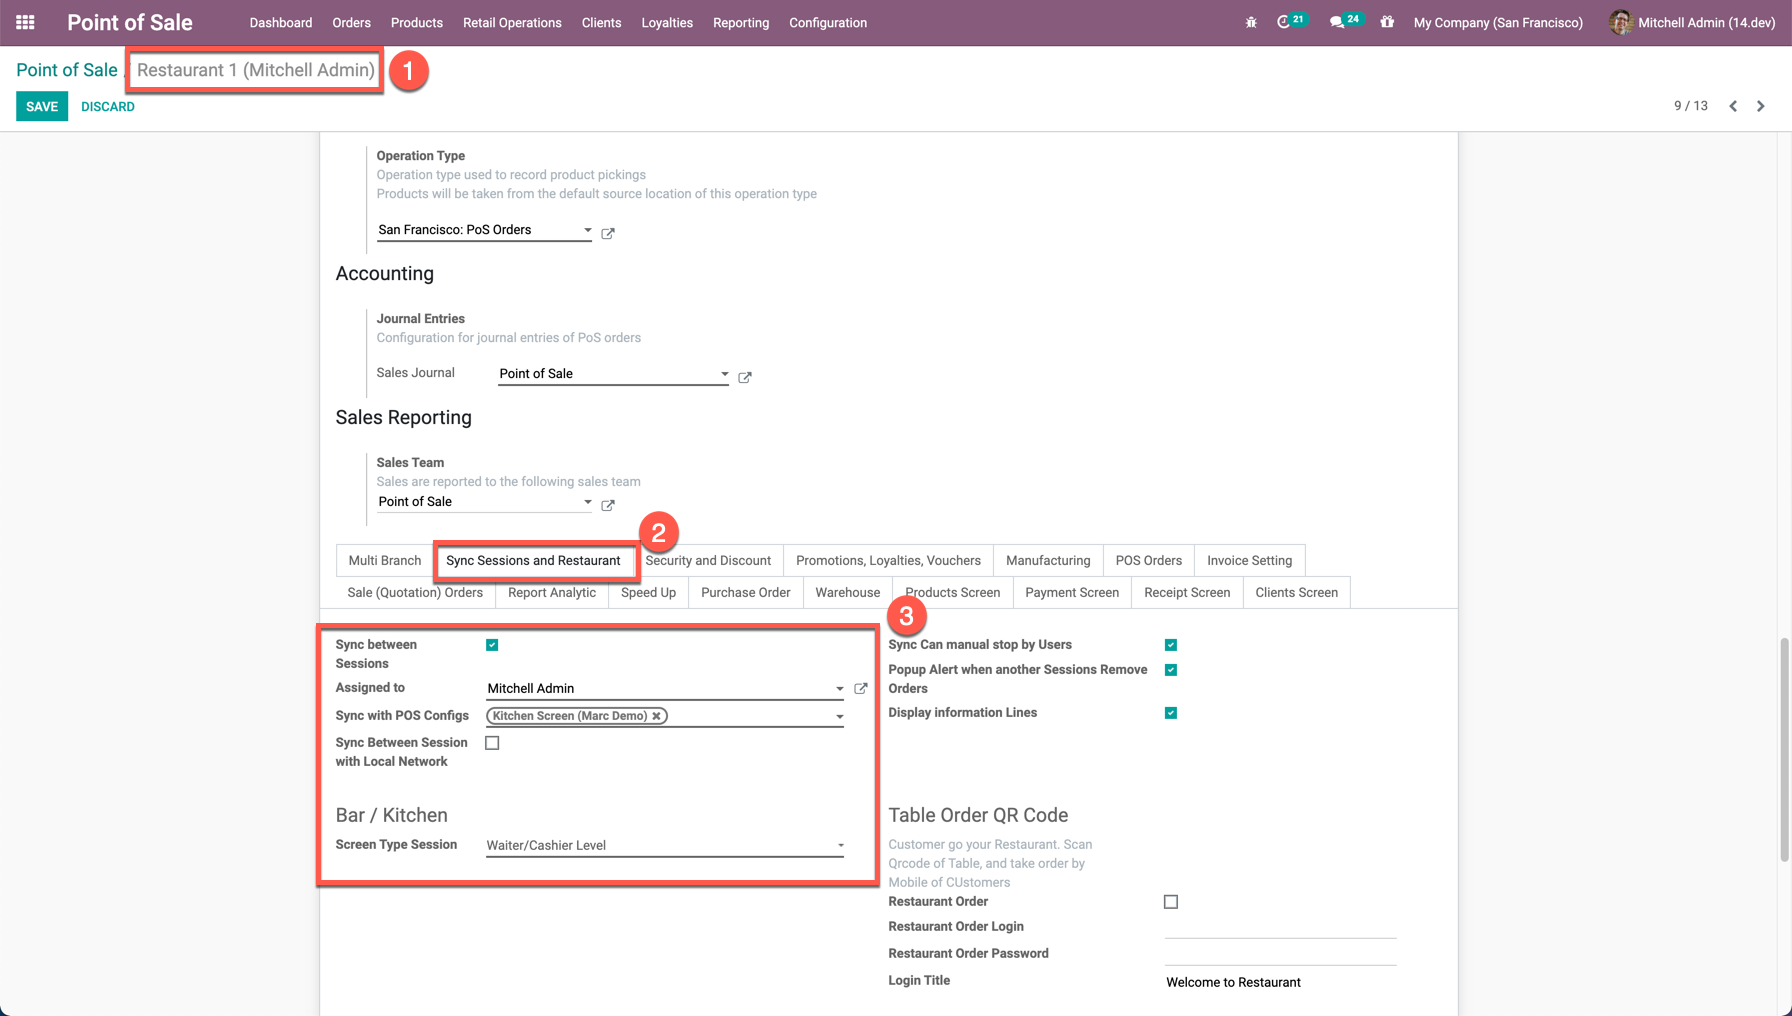 Point of Sale Dashboard Orders Products Retail Operations Clients Loyalties Reporting Configuration 21 24 My Company (San Francisco) Mitchell Admin (14.dev)
Point of Sale / Restaurant 1 (Mitchell Admin) 1
SAVE DISCARD 9 / 13
Operation Type
Operation type used to record product pickings
Products will be taken from the default source location of this operation type
San Francisco: PoS Orders
Accounting
Journal Entries
Configuration for journal entries of PoS orders
Sales Journal Point of Sale
Sales Reporting
Sales Team
Sales are reported to the following sales team
Point of Sale
2
Multi Branch Sync Sessions and Restaurant Security and Discount Promotions, Loyalties, Vouchers Manufacturing POS Orders Invoice Setting
Sale (Quotation) Orders Report Analytic Speed Up Purchase Order Warehouse Products Screen Payment Screen Receipt Screen Clients Screen
3
Sync between
Sessions
Assigned to Mitchell Admin
Sync with POS Configs Kitchen Screen (Marc Demo) ×
Sync Between Session
with Local Network
Sync Can manual stop by Users
Popup Alert when another Sessions Remove
Orders
Display information Lines
Bar / Kitchen
Screen Type Session Waiter/Cashier Level
Table Order QR Code
Customer go your Restaurant. Scan
Qrcode of Table, and take order by
Mobile of CUstomers
Restaurant Order
Restaurant Order Login
Restaurant Order Password
Login Title Welcome to Restaurant